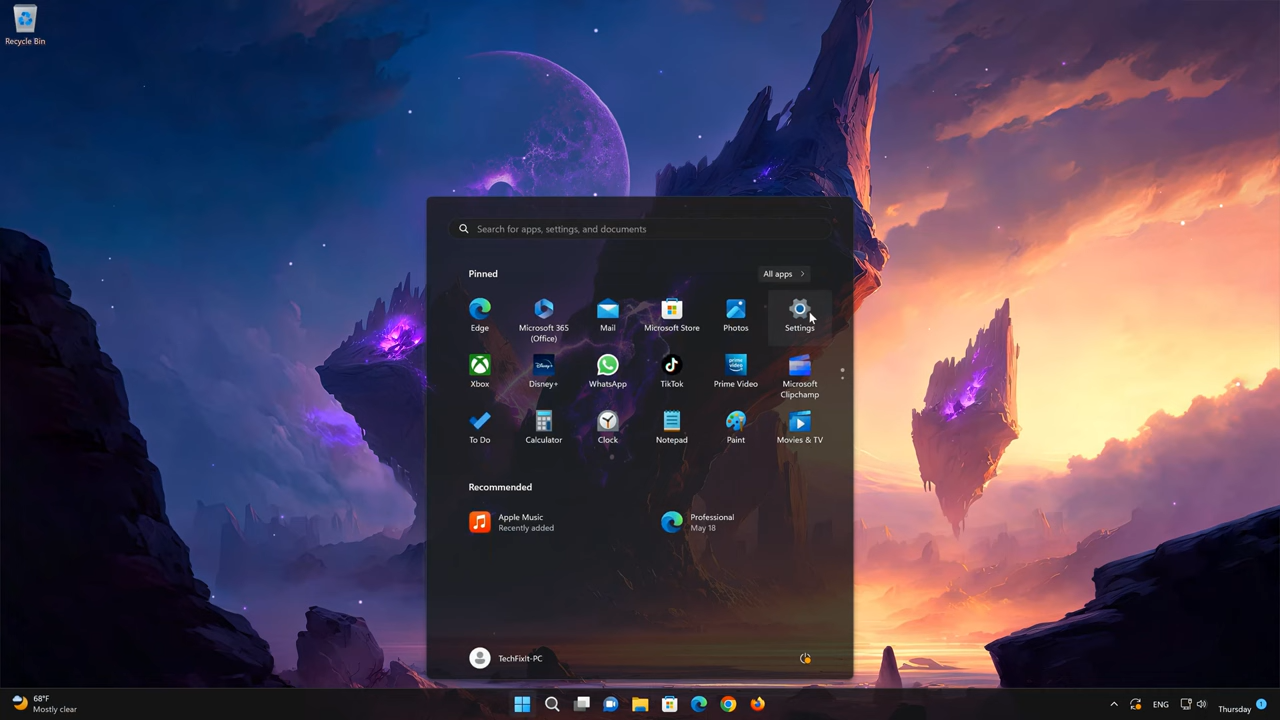 Recycle Bin
Search for apps, settings, and documents
Pinned
All apps
Edge
Microsoft 365
(Office)
Mail
Microsoft Store
Photos
Settings
Xbox
Disney+
WhatsApp
TikTok
Prime Video
Microsoft
Clipchamp
To Do
Calculator
Clock
Notepad
Paint
Movies & TV
Recommended
Apple Music
Recently added
Professional
May 18
TechFixIt-PC
68°F
Mostly clear
ENG
Thursday
1